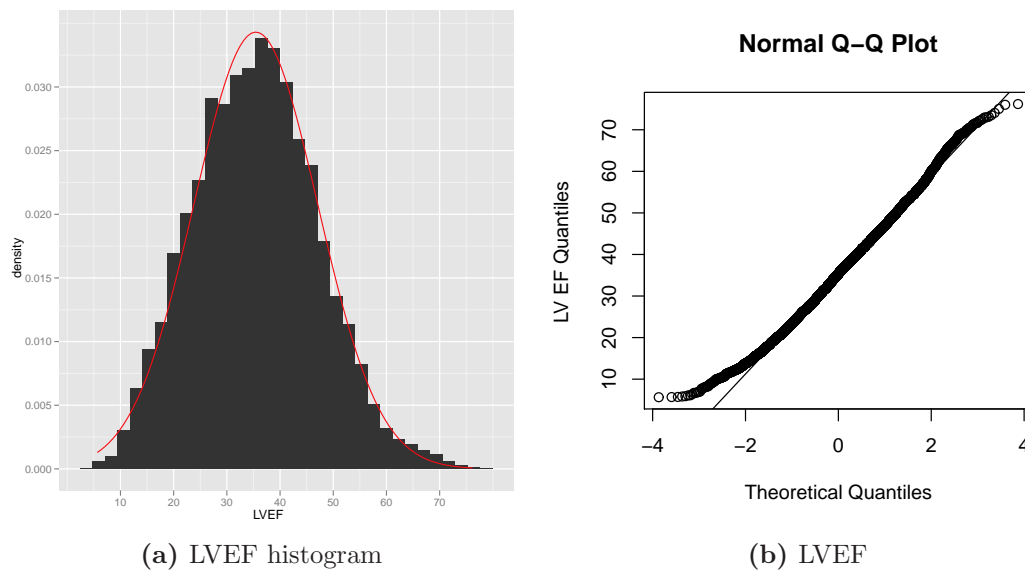 0.030
0.025
0.020
0.015
0.010
0.005
0.000
density
10 20 30 40 50 60 70
LVEF
(a) LVEF histogram
Normal Q−Q Plot
70
60
50
40
30
20
10
LV EF Quantiles
−4 −2 0 2 4
Theoretical Quantiles
(b) LVEF